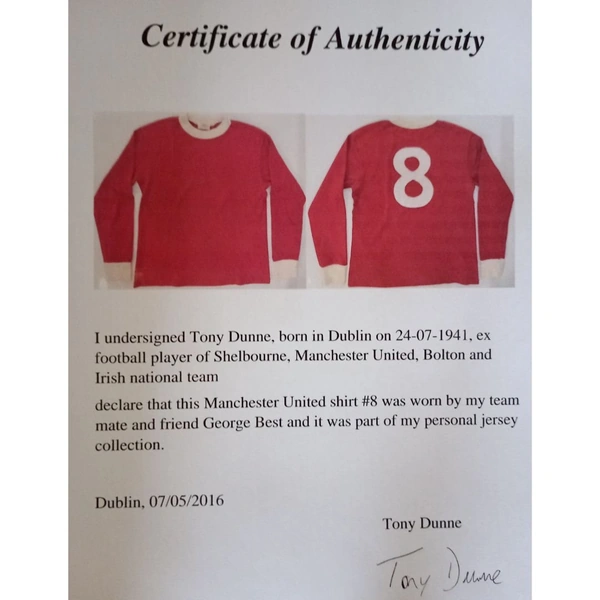 Certificate of Authenticity
8
I undersigned Tony Dunne, born in Dublin on 24-07-1941, ex
football player of Shelbourne, Manchester United, Bolton and
Irish national team
declare that this Manchester United shirt #8 was worn by my team
mate and friend George Best and it was part of my personal jersey
collection.
Dublin, 07/05/2016
Tony Dunne
Tony Dunne